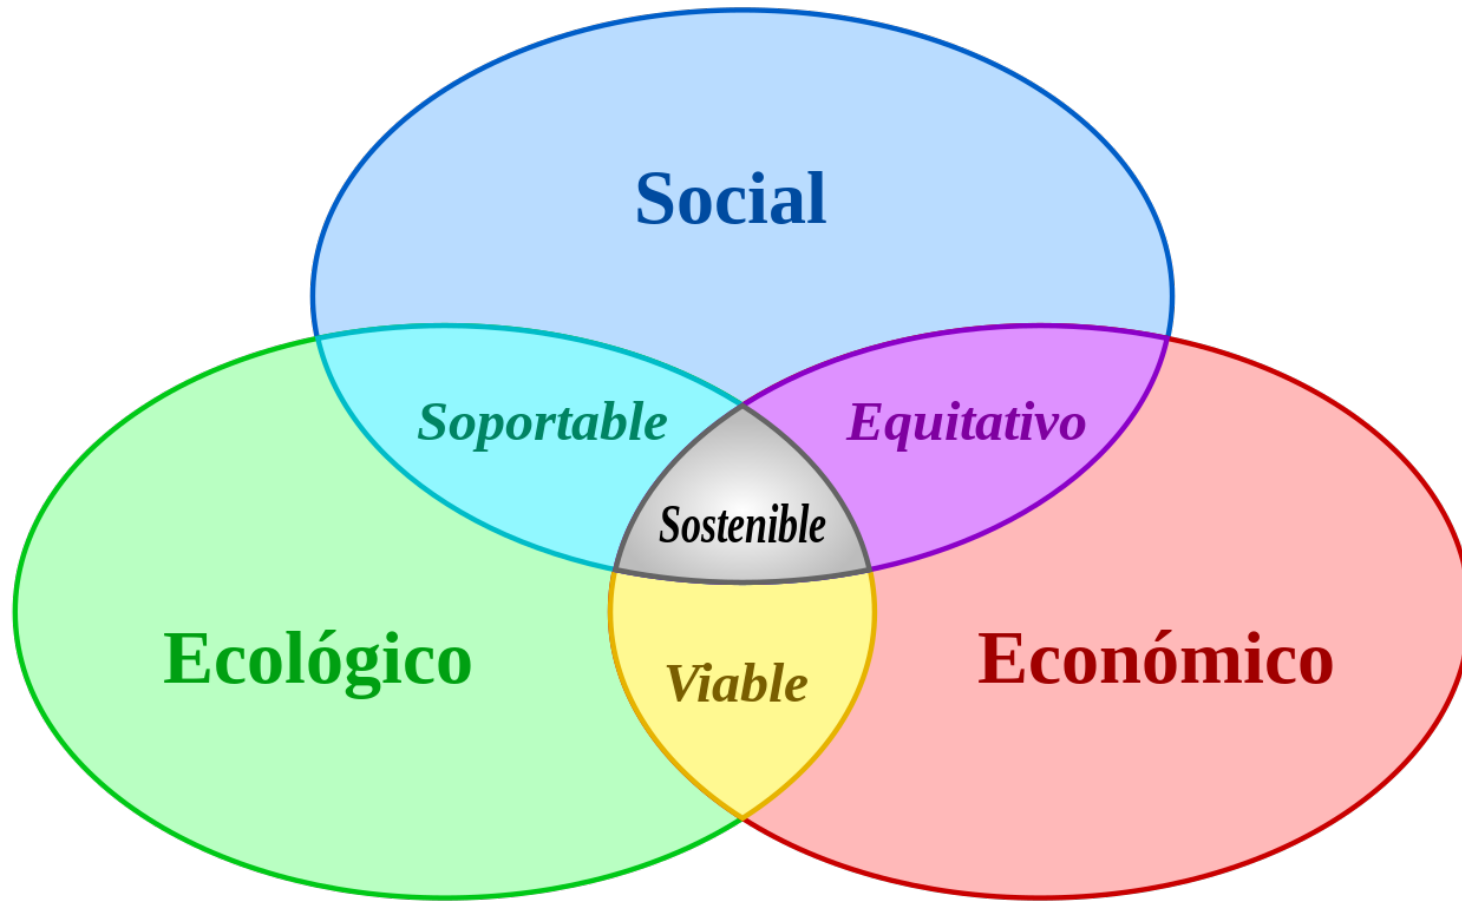 Social
Soportable
Equitativo
Sostenible
Ecológico
Económico
Viable